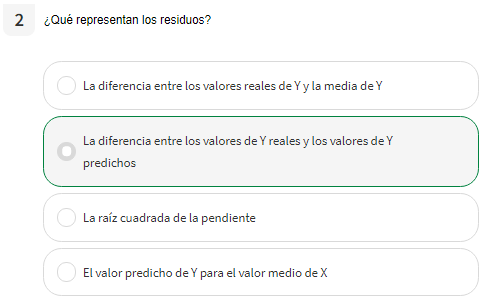 2 ¿Qué representan los residuos?
La diferencia entre los valores reales de Y y la media de Y
La diferencia entre los valores de Y reales y los valores de Y
predichos
La raíz cuadrada de la pendiente
El valor predicho de Y para el valor medio de X